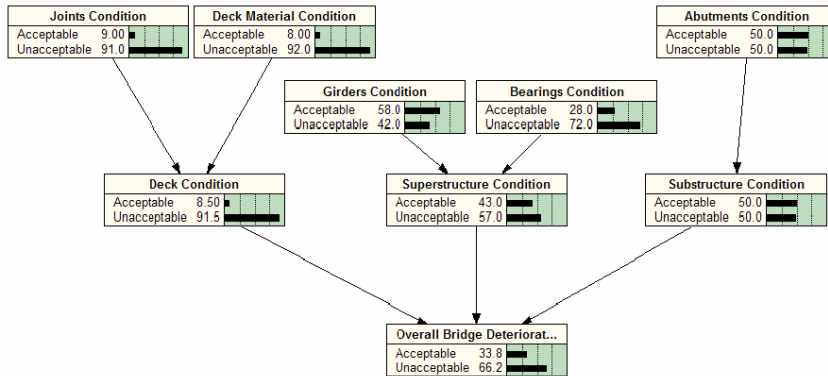 Joints Condition
Acceptable 9.00
Unacceptable 91.0
Deck Material Condition
Acceptable 8.00
Unacceptable 92.0
Abutments Condition
Acceptable 50.0
Unacceptable 50.0
Girders Condition
Acceptable 58.0
Unacceptable 42.0
Bearings Condition
Acceptable 28.0
Unacceptable 72.0
Deck Condition
Acceptable 8.50
Unacceptable 91.5
Superstructure Condition
Acceptable 43.0
Unacceptable 57.0
Substructure Condition
Acceptable 50.0
Unacceptable 50.0
Overall Bridge Deteriorat...
Acceptable 33.8
Unacceptable 66.2